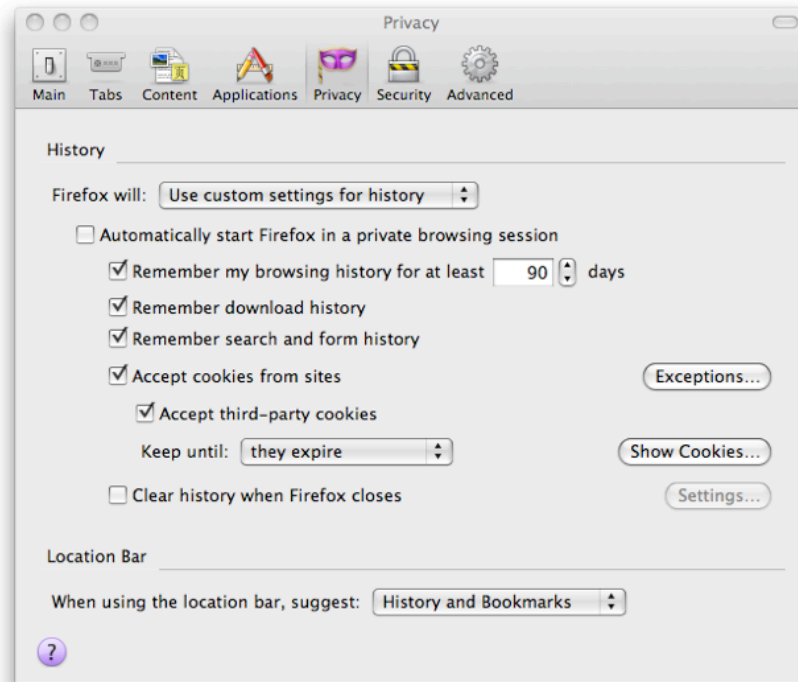 Privacy
Main Tabs Content Applications Privacy Security Advanced
History
Firefox will: Use custom settings for history
Automatically start Firefox in a private browsing session
Remember my browsing history for at least 90 days
Remember download history
Remember search and form history
Accept cookies from sites Exceptions...
Accept third-party cookies
Keep until: they expire Show Cookies...
Clear history when Firefox closes Settings...
Location Bar
When using the location bar, suggest: History and Bookmarks
?